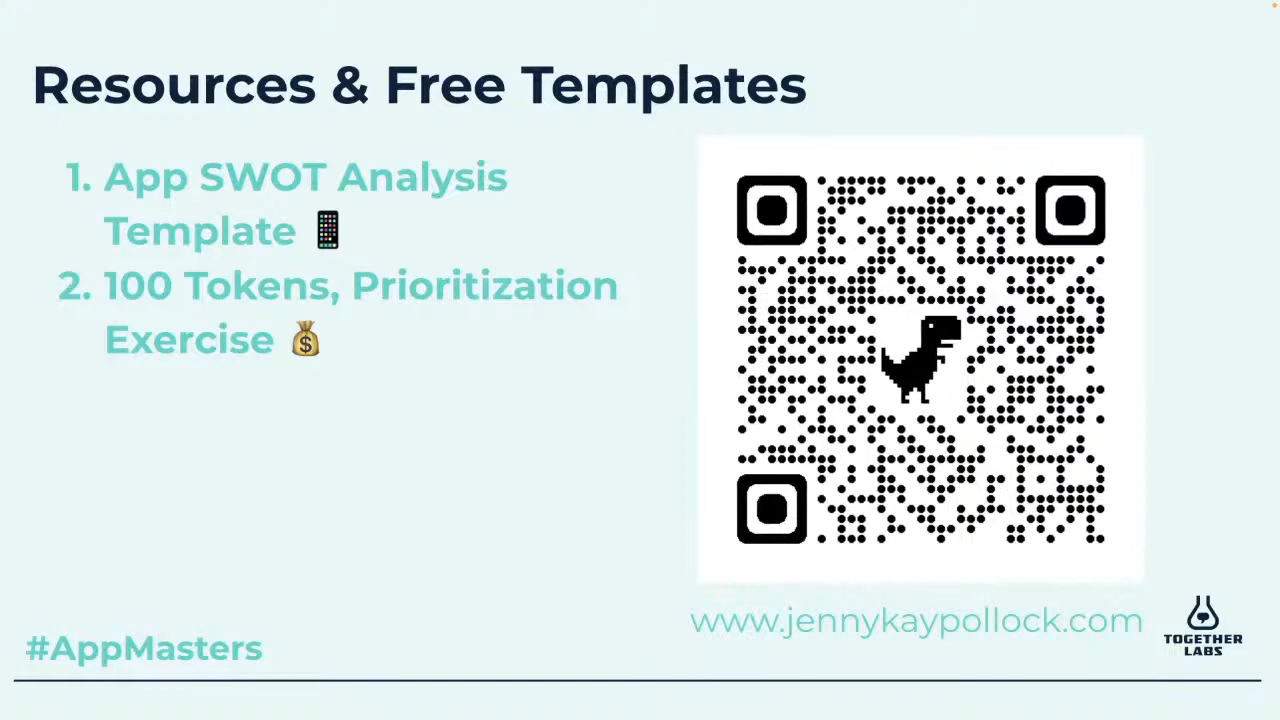 Resources & Free Templates
1. App SWOT Analysis
Template 📱
2. 100 Tokens, Prioritization
Exercise 💰
www.jennykaypollock.com
#AppMasters
TOGETHER
LABS